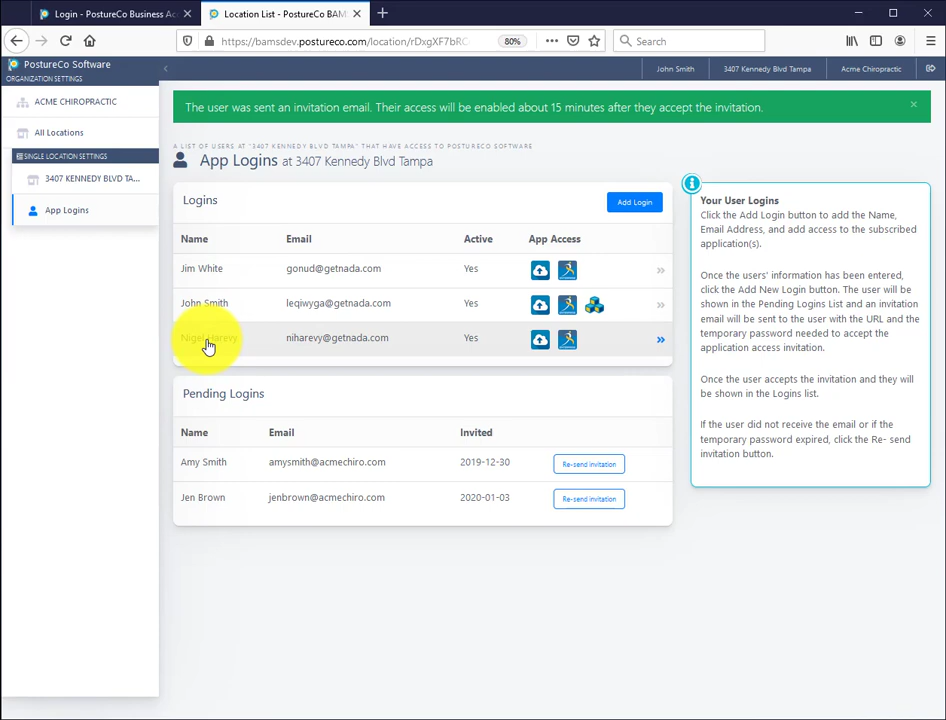 Login - PostureCo Business Ac
Location List - PostureCo BAM
https://bamsdev.postureco.com/location/rDxgXF7bRC
80%
Search
PostureCo Software
ORGANIZATION SETTINGS
John Smith
3407 Kennedy Blvd Tampa
Acme Chiropractic
ACME CHIROPRACTIC
All Locations
SINGLE LOCATION SETTINGS
3407 KENNEDY BLVD TA...
App Logins
The user was sent an invitation email. Their access will be enabled about 15 minutes after they accept the invitation.
A LIST OF USERS AT "3407 KENNEDY BLVD TAMPA" THAT HAVE ACCESS TO POSTURECO SOFTWARE
App Logins at 3407 Kennedy Blvd Tampa
Logins
Add Login
Name Email Active App Access
Jim White gonud@getnada.com Yes
John Smith leqiwyga@getnada.com Yes
Nigel Harevy niharevy@getnada.com Yes
Pending Logins
Name Email Invited
Amy Smith amysmith@acmechiro.com 2019-12-30 Re-send invitation
Jen Brown jenbrown@acmechiro.com 2020-01-03 Re-send invitation
Your User Logins
Click the Add Login button to add the Name,
Email Address, and add access to the subscribed
application(s).
Once the users' information has been entered,
click the Add New Login button. The user will be
shown in the Pending Logins List and an invitation
email will be sent to the user with the URL and the
temporary password needed to accept the
application access invitation.
Once the user accepts the invitation and they will
be shown in the Logins list.
If the user did not receive the email or if the
temporary password expired, click the Re- send
invitation button.